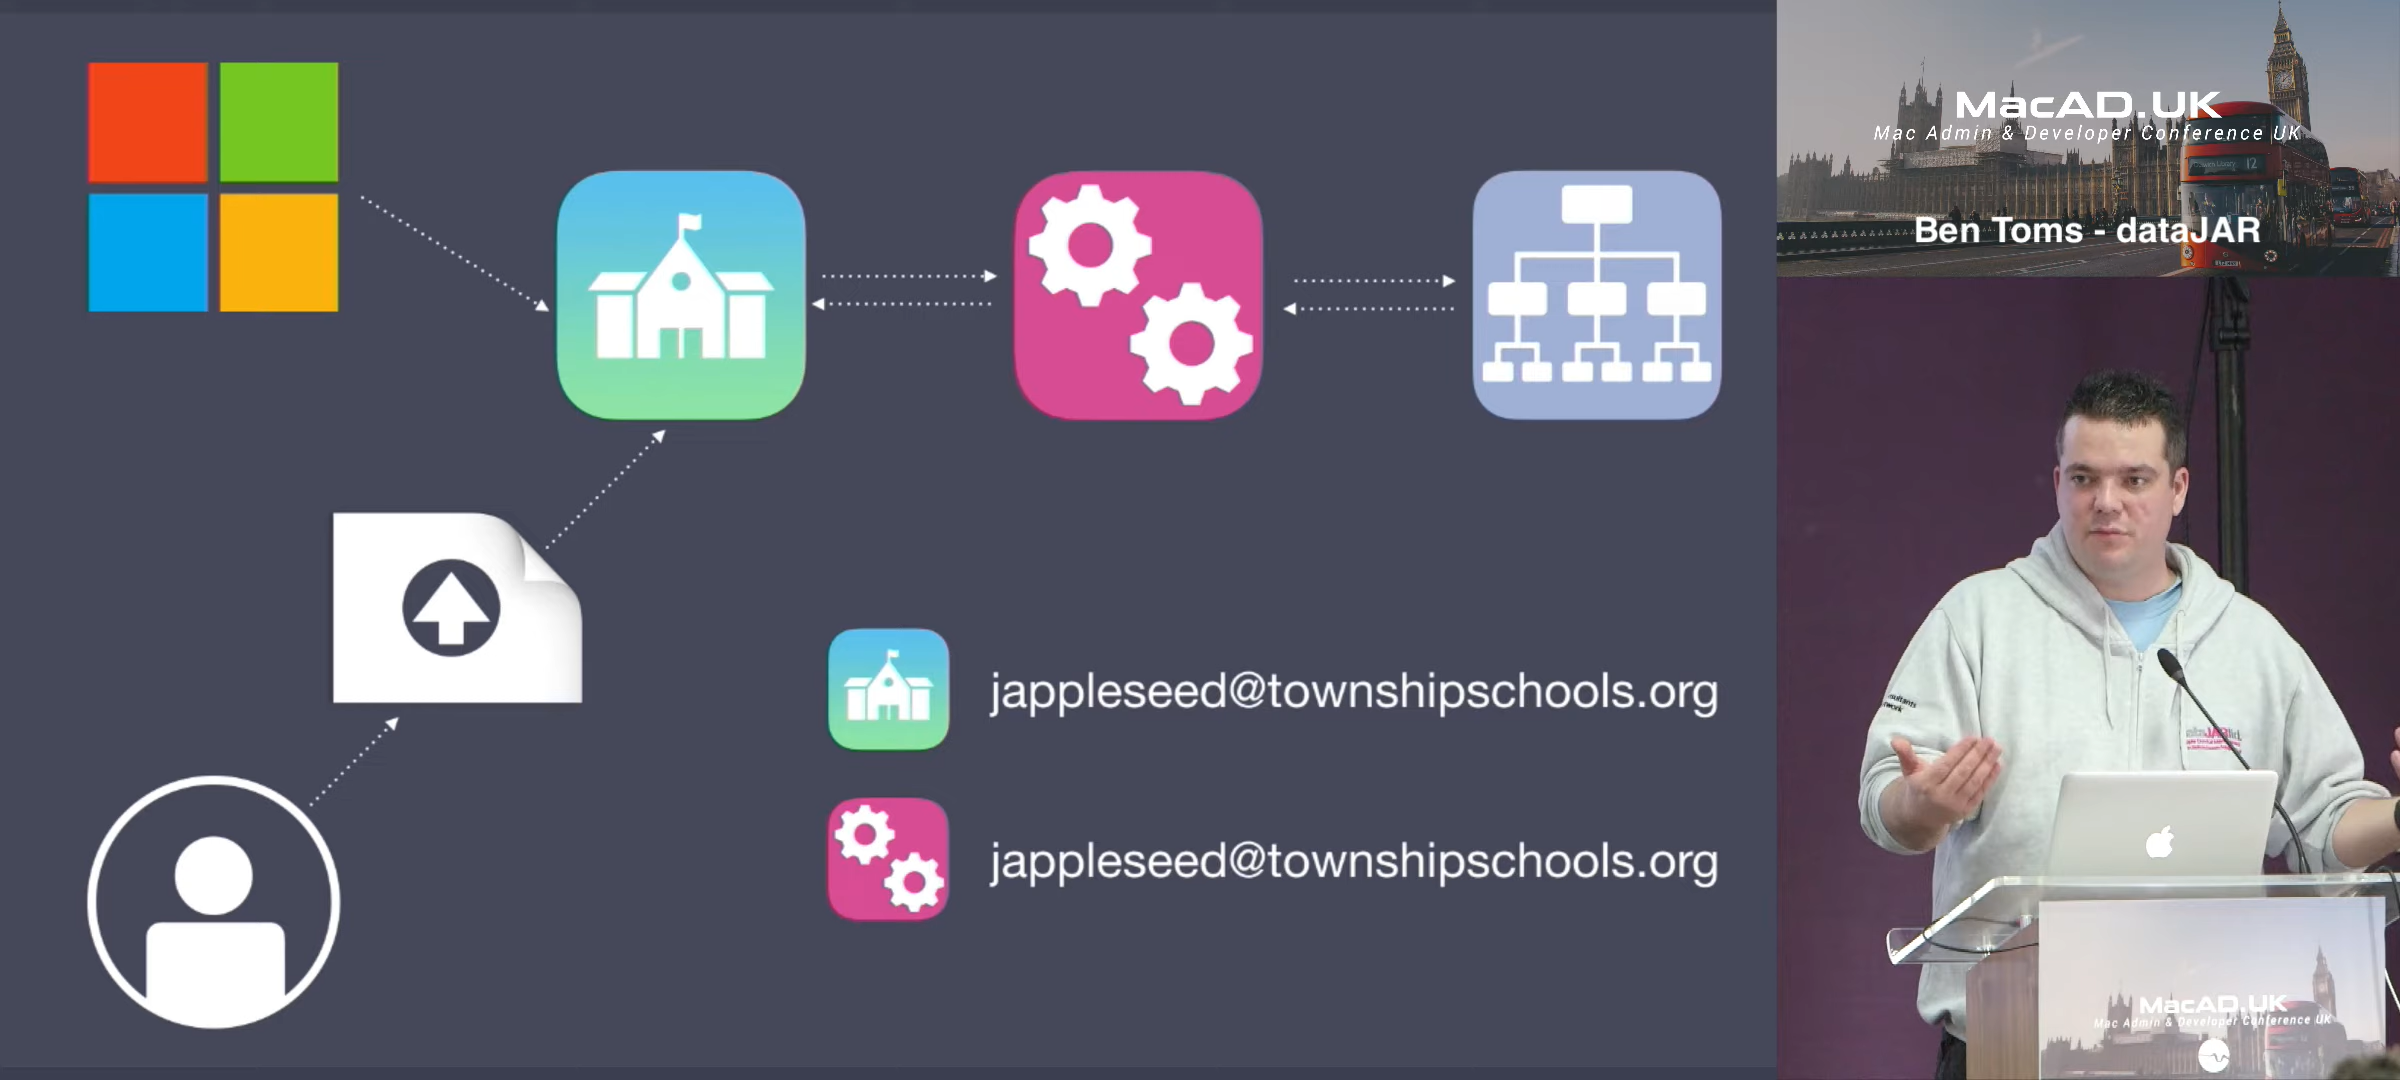 jappleseed@townshipschools.org
jappleseed@townshipschools.org
MacAD.UK
Mac Admin & Developer Conference UK
12
Ben Toms - dataJAR
MacAD.UK
Mac Admin & Developer Conference UK